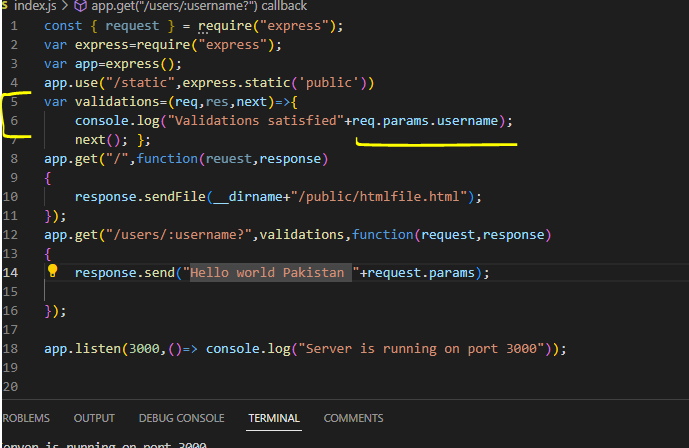 index.js > app.get("/users/:username?") callback
1 const { request } = require("express");
2 var express=require("express");
3 var app=express();
4 app.use("/static",express.static('public'))
5 var validations=(req,res,next)=>{
6 console.log("Validations satisfied"+req.params.username);
7 next(); };
8 app.get("/",function(reuest,response)
9 {
10 response.sendFile(__dirname+"/public/htmlfile.html");
11 });
12 app.get("/users/:username?",validations,function(request,response)
13 {
14 response.send("Hello world Pakistan "+request.params);
15
16 });
17
18 app.listen(3000,()=> console.log("Server is running on port 3000"));
19
20
ROBLEMS OUTPUT DEBUG CONSOLE TERMINAL COMMENTS
erver is running on port 3000